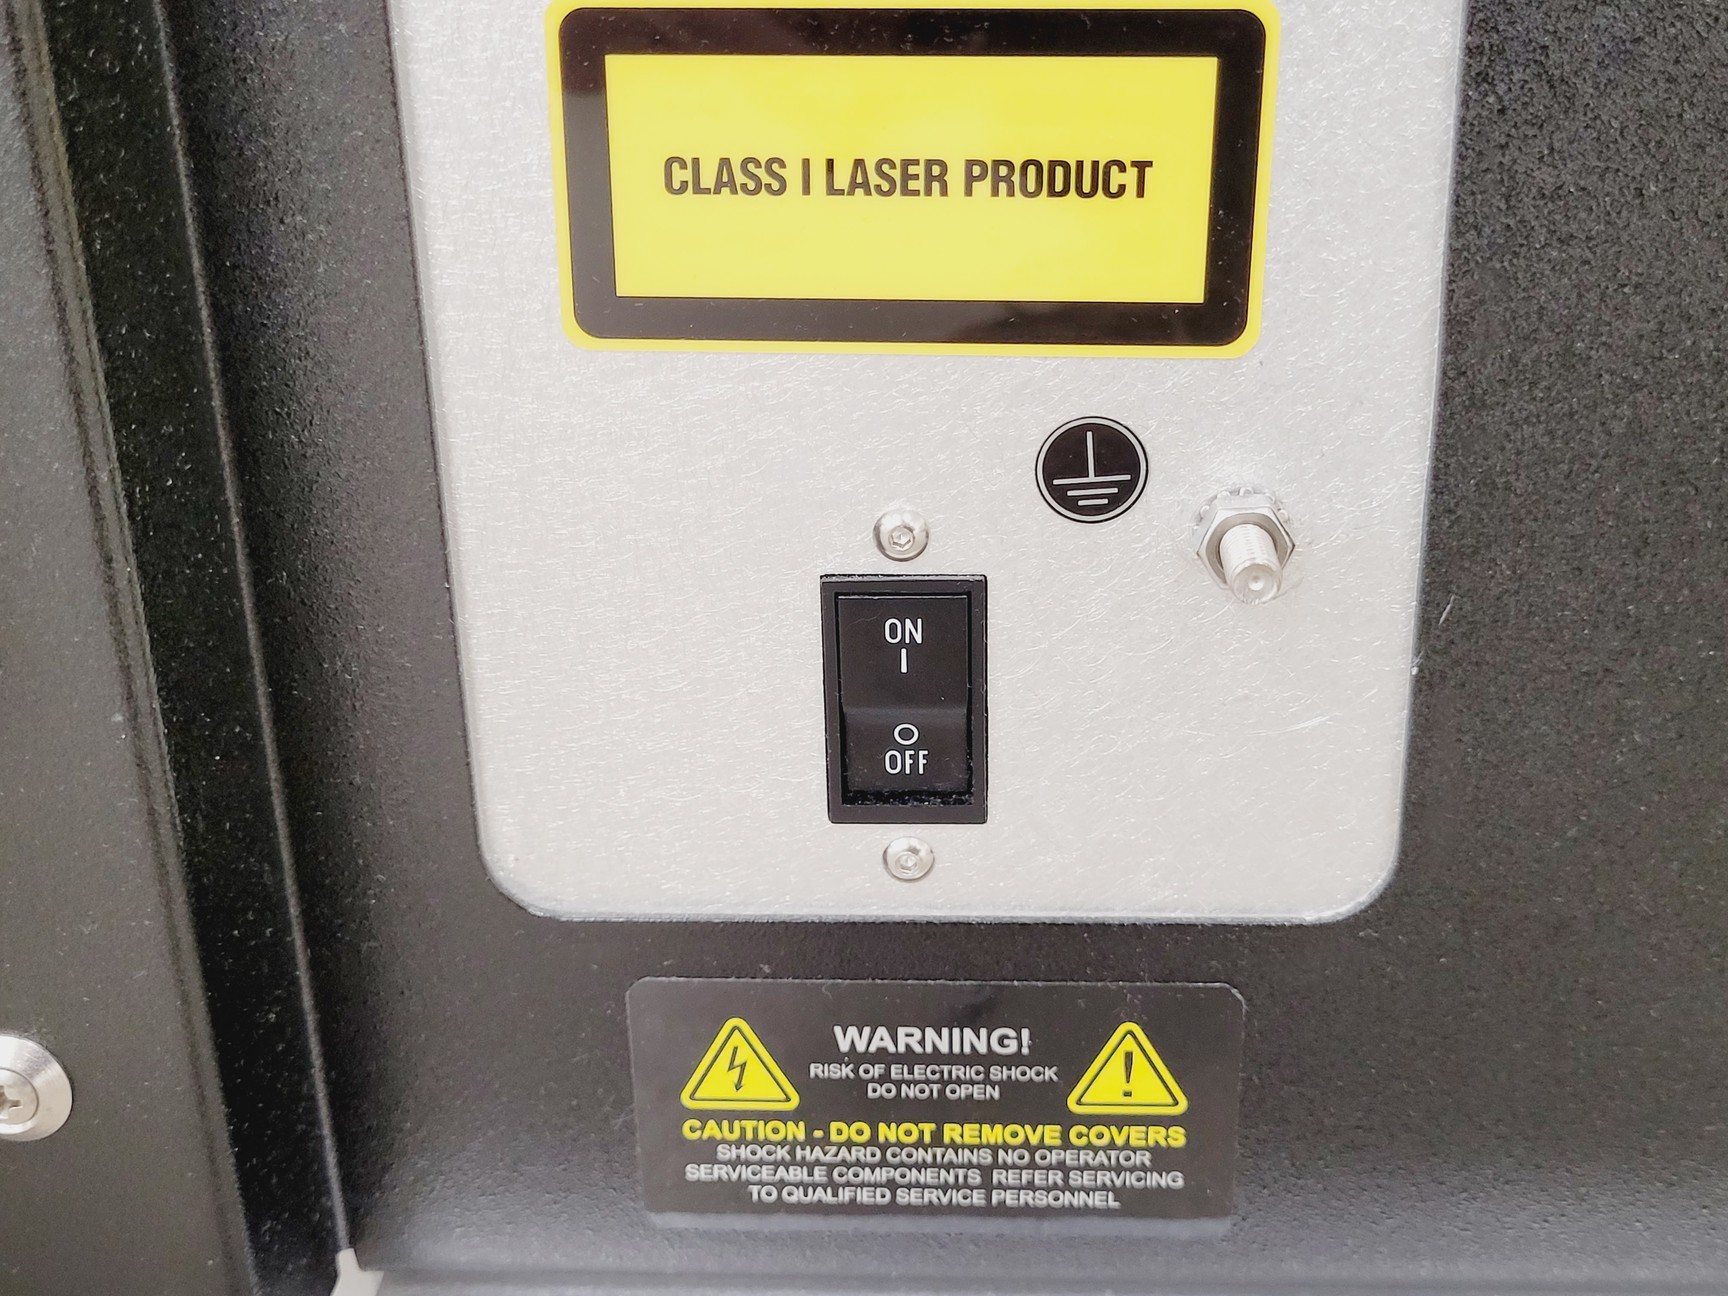 CLASS I LASER PRODUCT
ON
I
O
OFF
WARNING!
RISK OF ELECTRIC SHOCK
DO NOT OPEN
CAUTION - DO NOT REMOVE COVERS
SHOCK HAZARD CONTAINS NO OPERATOR
SERVICEABLE COMPONENTS REFER SERVICING
TO QUALIFIED SERVICE PERSONNEL